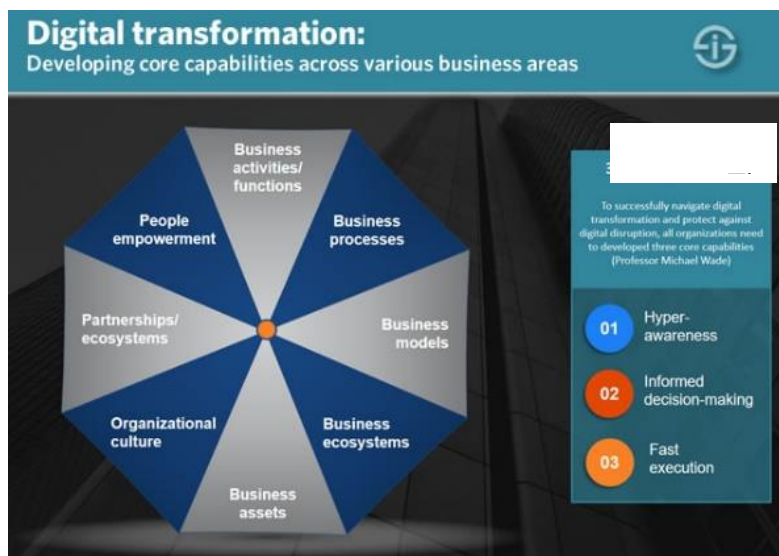 Digital transformation:
Developing core capabilities across various business areas
Business
activities/
functions
Business
processes
Business
models
Business
ecosystems
Business
assets
Organizational
culture
Partnerships/
ecosystems
People
empowerment
To successfully navigate digital
transformation and protect against
digital disruption, all organizations need
to developed three core capabilities
(Professor Michael Wade)
01
Hyper-
awareness
02
Informed
decision-making
03
Fast
execution